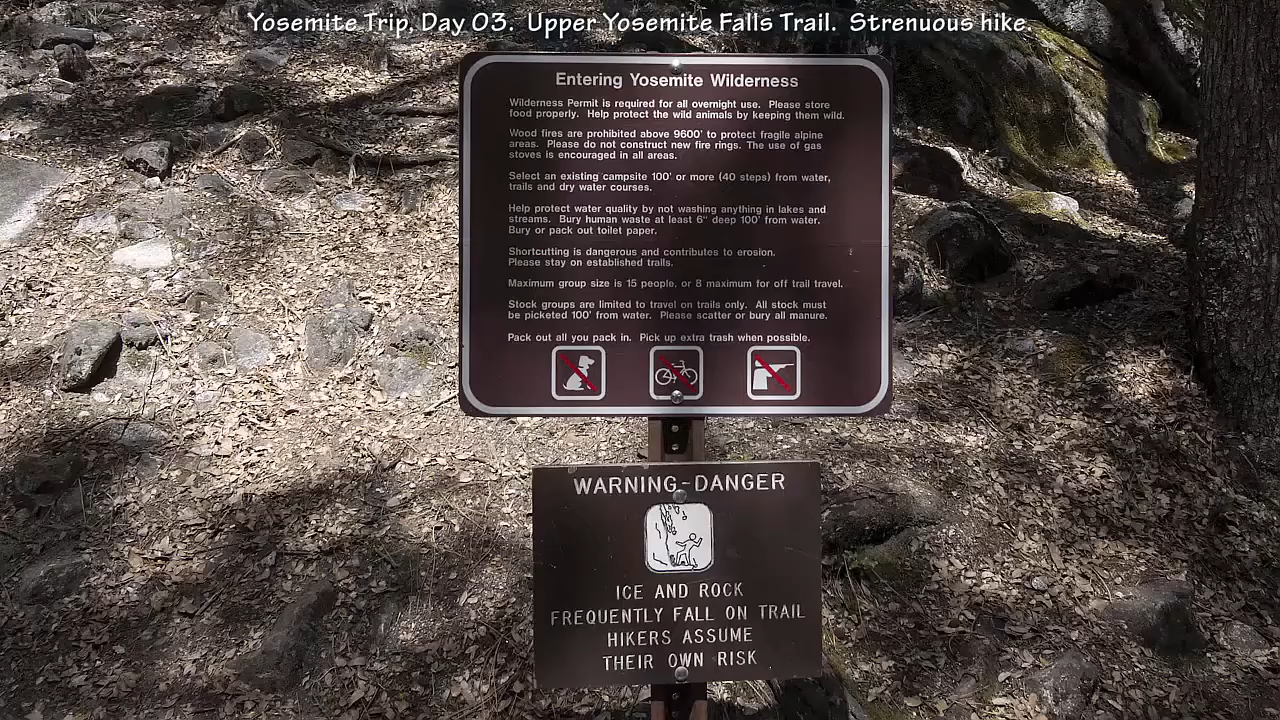 Yosemite Trip, Day 03. Upper Yosemite Falls Trail. Strenuous hike.
Entering Yosemite Wilderness
Wilderness Permit is required for all overnight use. Please store
food properly. Help protect the wild animals by keeping them wild.
Wood fires are prohibited above 9600' to protect fragile alpine
areas. Please do not construct new fire rings. The use of gas
stoves is encouraged in all areas.
Select an existing campsite 100' or more (40 steps) from water,
trails and dry water courses.
Help protect water quality by not washing anything in lakes and
streams. Bury human waste at least 6" deep 100' from water.
Bury or pack out toilet paper.
Shortcutting is dangerous and contributes to erosion.
Please stay on established trails.
Maximum group size is 15 people, or 8 maximum for off trail travel.
Stock groups are limited to travel on trails only. All stock must
be picketed 100' from water. Please scatter or bury all manure.
Pack out all you pack in. Pick up extra trash when possible.
WARNING-DANGER
ICE AND ROCK
FREQUENTLY FALL ON TRAIL
HIKERS ASSUME
THEIR OWN RISK